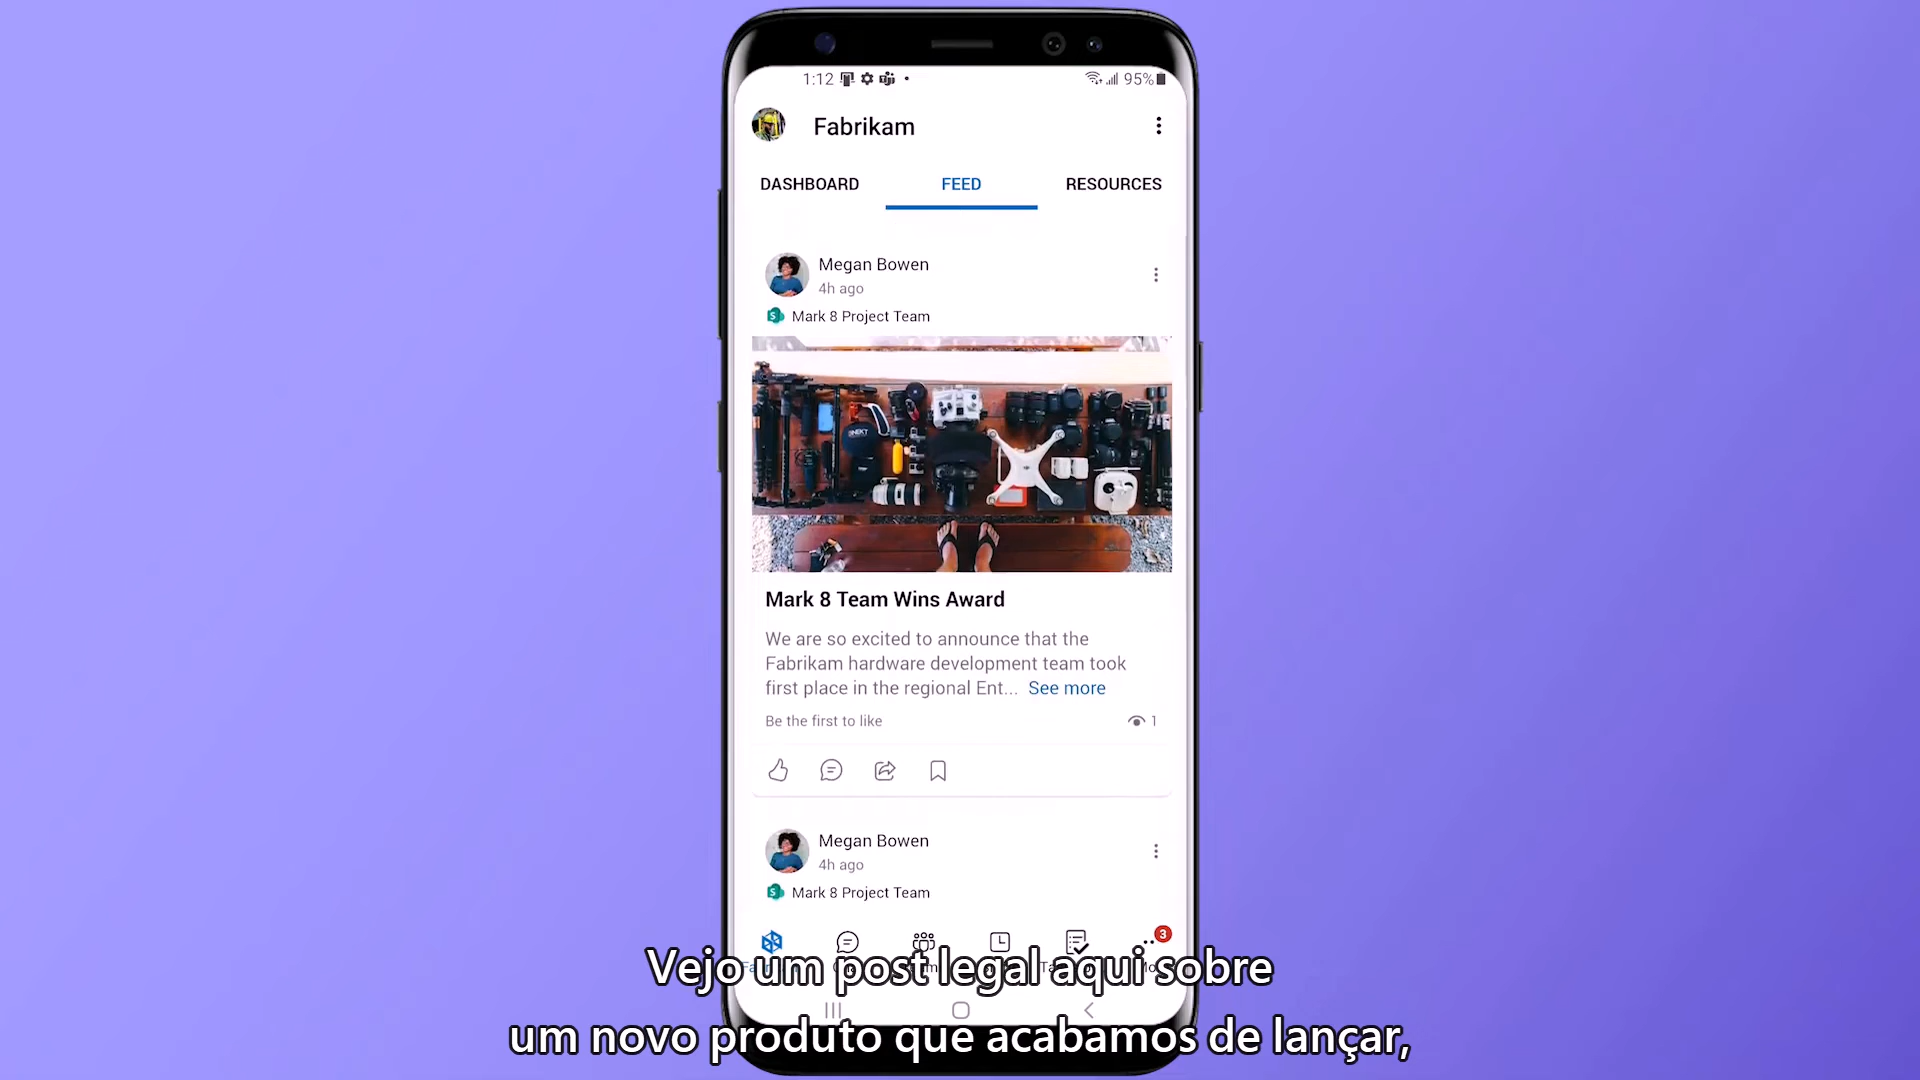 1:12
95%
Fabrikam
DASHBOARD
FEED
RESOURCES
Megan Bowen
4h ago
Mark 8 Project Team
Mark 8 Team Wins Award
We are so excited to announce that the
Fabrikam hardware development team took
first place in the regional Ent... See more
Be the first to like
1
Megan Bowen
4h ago
Mark 8 Project Team
3
Vejo um post legal aqui sobre
um novo produto que acabamos de lançar,